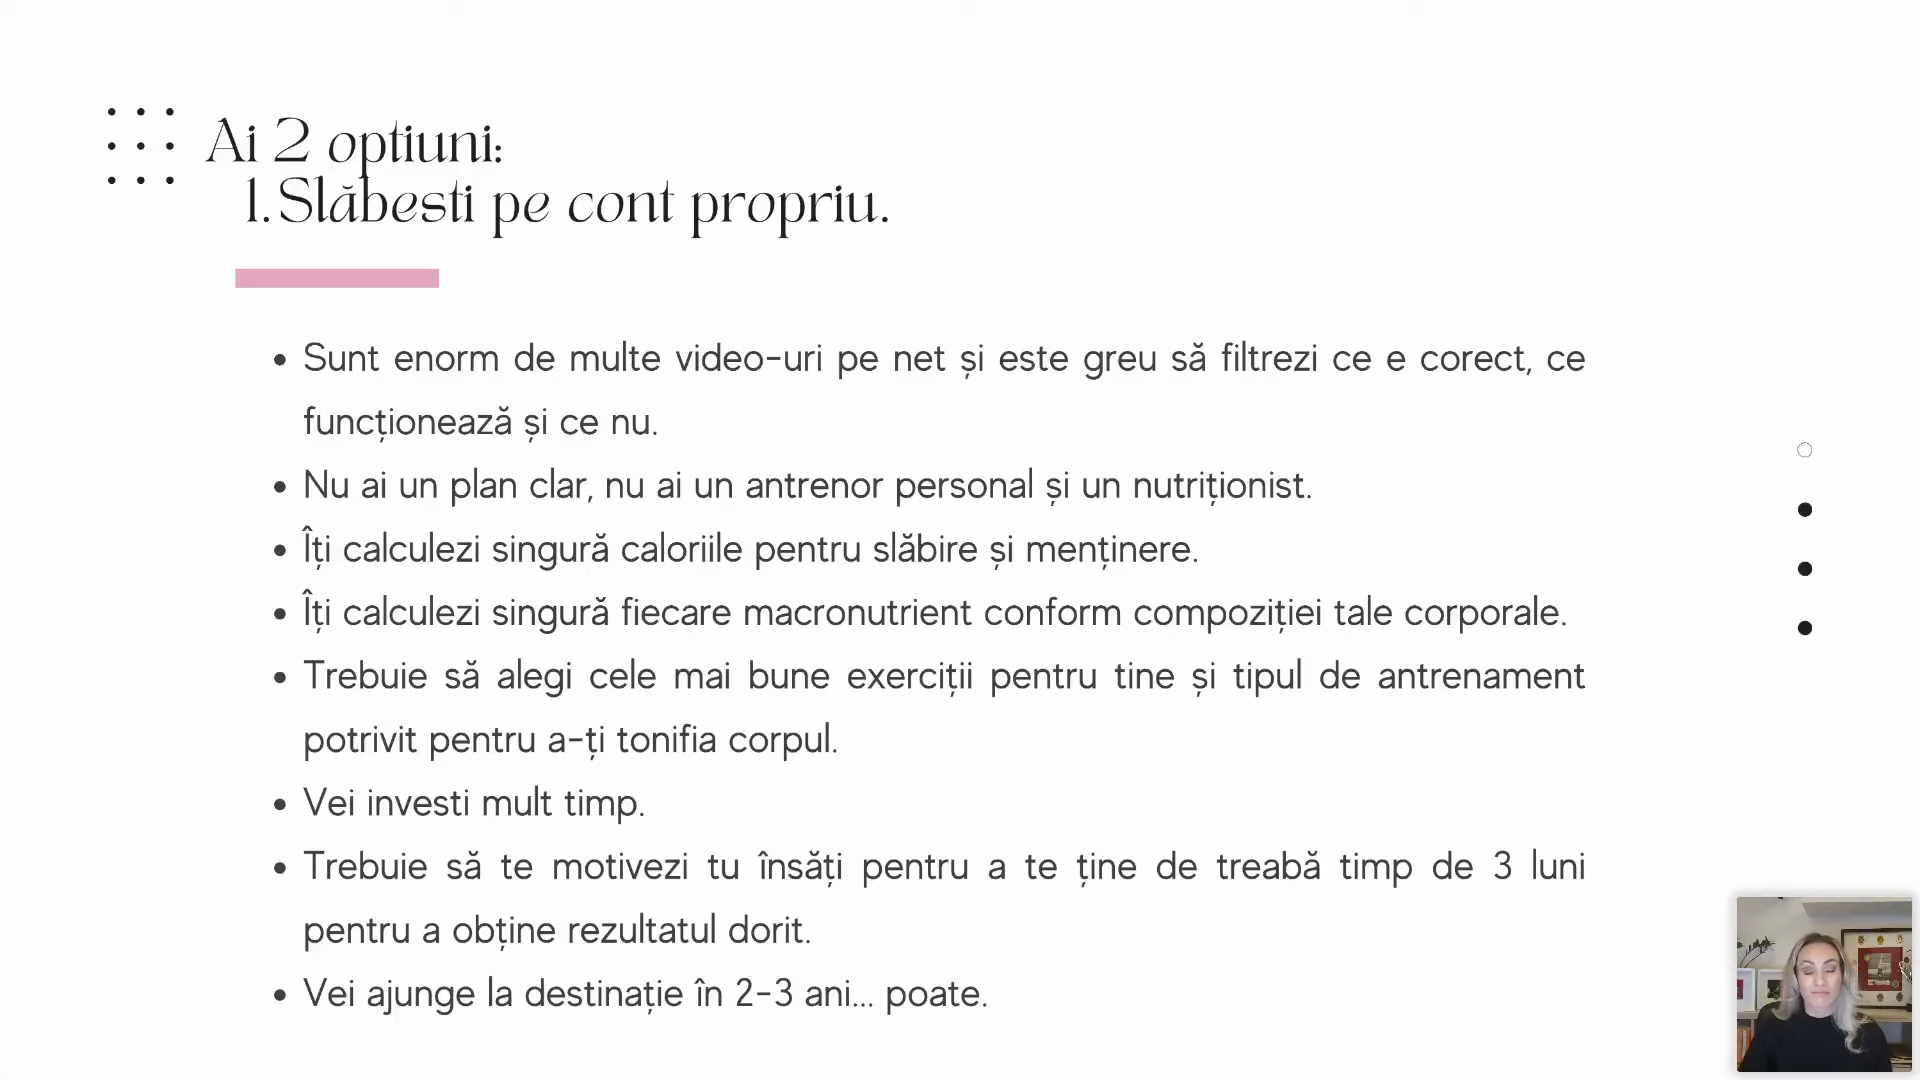 Ai 2 optiuni:
1. Slăbesti pe cont propriu.
• Sunt enorm de multe video-uri pe net și este greu să filtrezi ce e corect, ce
funcționează și ce nu.
• Nu ai un plan clar, nu ai un antrenor personal și un nutriționist.
• Îți calculezi singură caloriile pentru slăbire și menținere.
• Îți calculezi singură fiecare macronutrient conform compoziției tale corporale.
• Trebuie să alegi cele mai bune exerciții pentru tine și tipul de antrenament
potrivit pentru a-ți tonifia corpul.
• Vei investi mult timp.
• Trebuie să te motivezi tu însăți pentru a te ține de treabă timp de 3 luni
pentru a obține rezultatul dorit.
• Vei ajunge la destinație în 2-3 ani... poate.